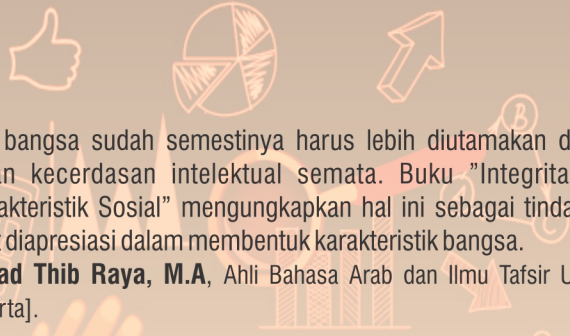 bangsa sudah semestinya harus lebih diutamakan d
n kecerdasan intelektual semata. Buku "Integrita
akteristik Sosial" mengungkapkan hal ini sebagai tinda
t diapresiasi dalam membentuk karakteristik bangsa.
ad Thib Raya, M.A, Ahli Bahasa Arab dan Ilmu Tafsir U
rta].
B